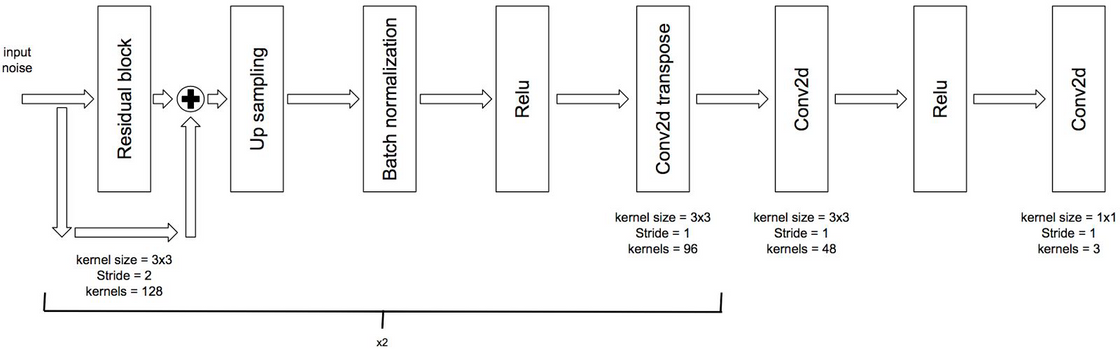 input
noise
Residual block
Up sampling
Batch normalization
Relu
Conv2d transpose
Conv2d
Relu
Conv2d
kernel size = 3x3
Stride = 1
kernels = 96
kernel size = 3x3
Stride = 1
kernels = 48
kernel size = 1x1
Stride = 1
kernels = 3
kernel size = 3x3
Stride = 2
kernels = 128
x2